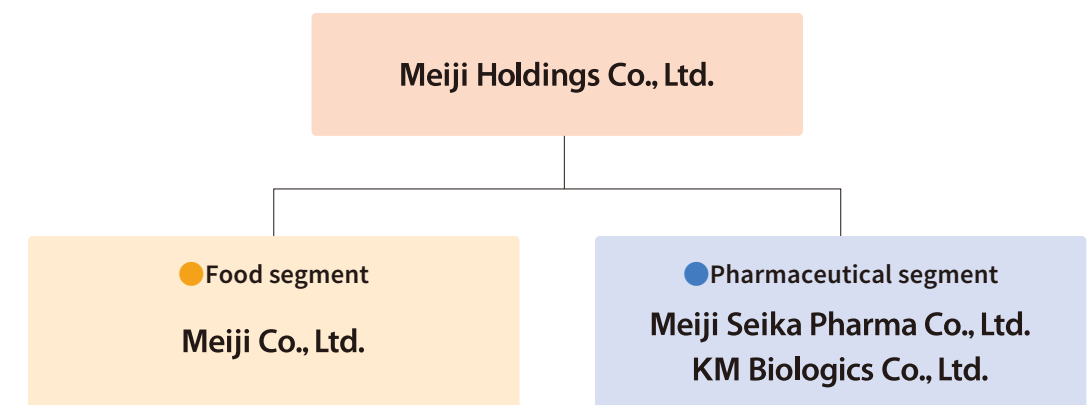 Meiji Holdings Co., Ltd.
Food segment
Meiji Co., Ltd.
Pharmaceutical segment
Meiji Seika Pharma Co., Ltd.
KM Biologics Co., Ltd.